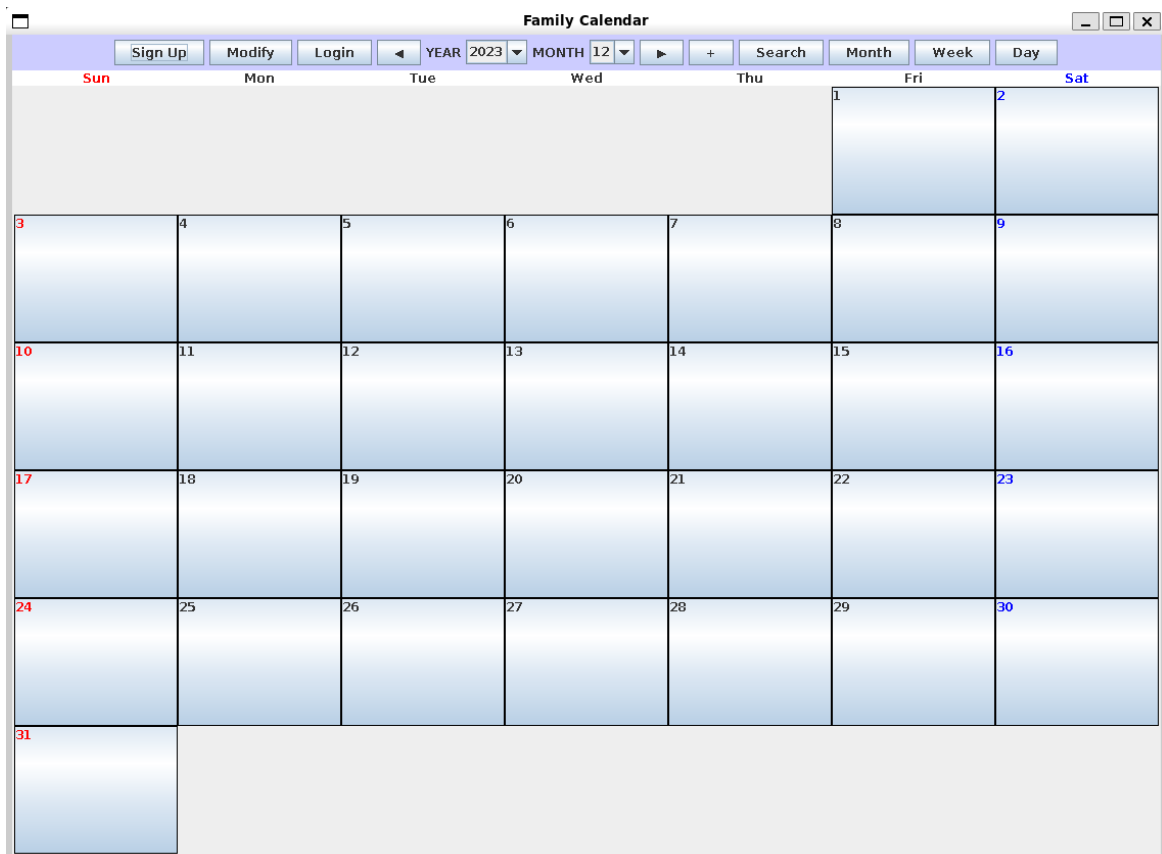 Family Calendar
Sign Up Modify Login ◄ YEAR 2023 MONTH 12 ► + Search Month Week Day
Sun Mon Tue Wed Thu Fri Sat
1 2
3 4 5 6 7 8 9
10 11 12 13 14 15 16
17 18 19 20 21 22 23
24 25 26 27 28 29 30
31